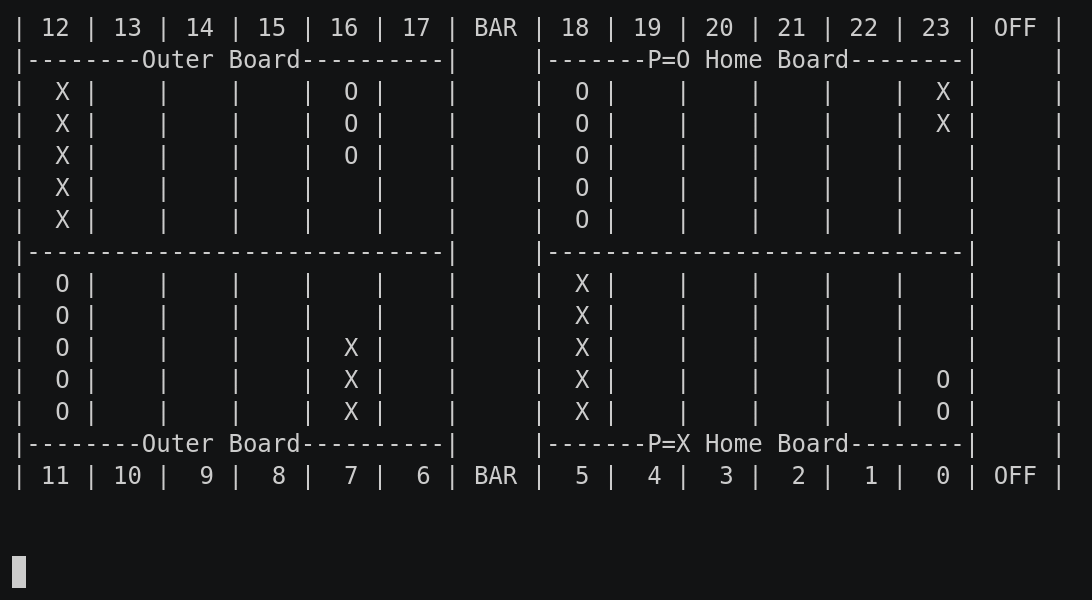 | 12 | 13 | 14 | 15 | 16 | 17 | BAR | 18 | 19 | 20 | 21 | 22 | 23 | OFF |
|--------Outer Board----------|     |-------P=O Home Board--------|     |
|  X |    |    |    |  O |    |     |  O |    |    |    |    |  X |     |
|  X |    |    |    |  O |    |     |  O |    |    |    |    |  X |     |
|  X |    |    |    |  O |    |     |  O |    |    |    |    |    |     |
|  X |    |    |    |    |    |     |  O |    |    |    |    |    |     |
|  X |    |    |    |    |    |     |  O |    |    |    |    |    |     |
|-----------------------------|     |-----------------------------|     |
|  O |    |    |    |    |    |     |  X |    |    |    |    |    |     |
|  O |    |    |    |    |    |     |  X |    |    |    |    |    |     |
|  O |    |    |    |  X |    |     |  X |    |    |    |    |    |     |
|  O |    |    |    |  X |    |     |  X |    |    |    |    |  O |     |
|  O |    |    |    |  X |    |     |  X |    |    |    |    |  O |     |
|--------Outer Board----------|     |-------P=X Home Board--------|     |
| 11 | 10 |  9 |  8 |  7 |  6 | BAR |  5 |  4 |  3 |  2 |  1 |  0 | OFF |